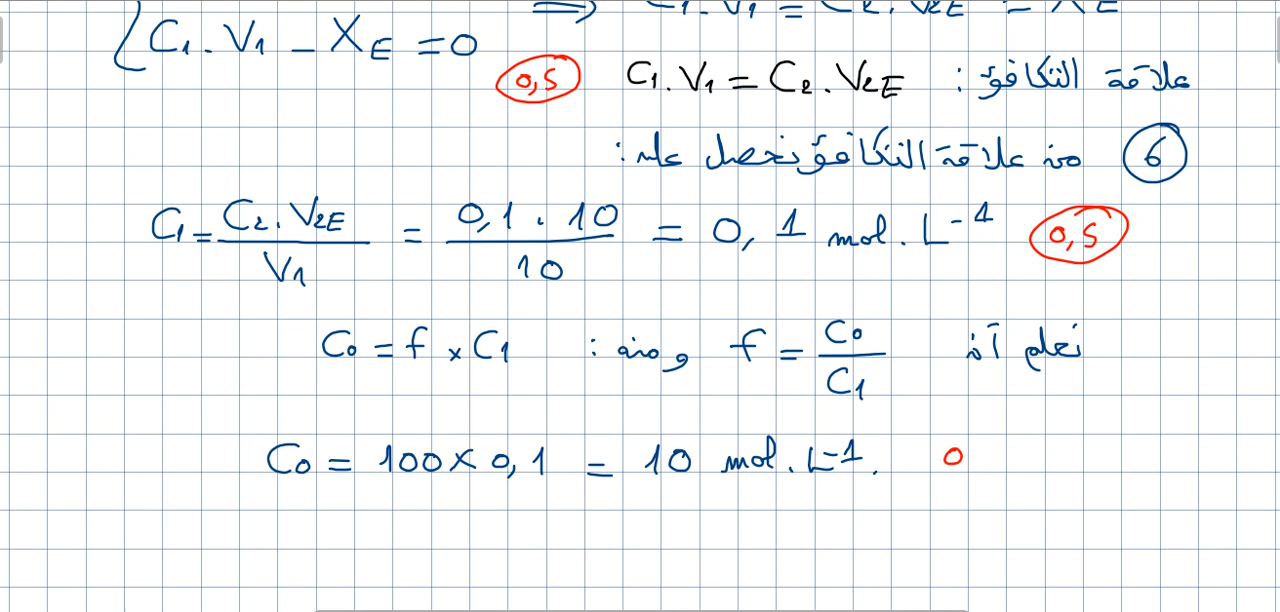 C1 . V1 - XE = 0
علاقة التكافؤ : C1 . V1 = C2 . V2E 0,5
6 من علاقة التكافؤ نحصل على :
C1 = C2 . V2E / V1 = 0,1 . 10 / 10 = 0,1 mol . L-1 0,5
نعلم أن f = C0 / C1 ومنه : C0 = f × C1
C0 = 100 × 0,1 = 10 mol . L-1. 0